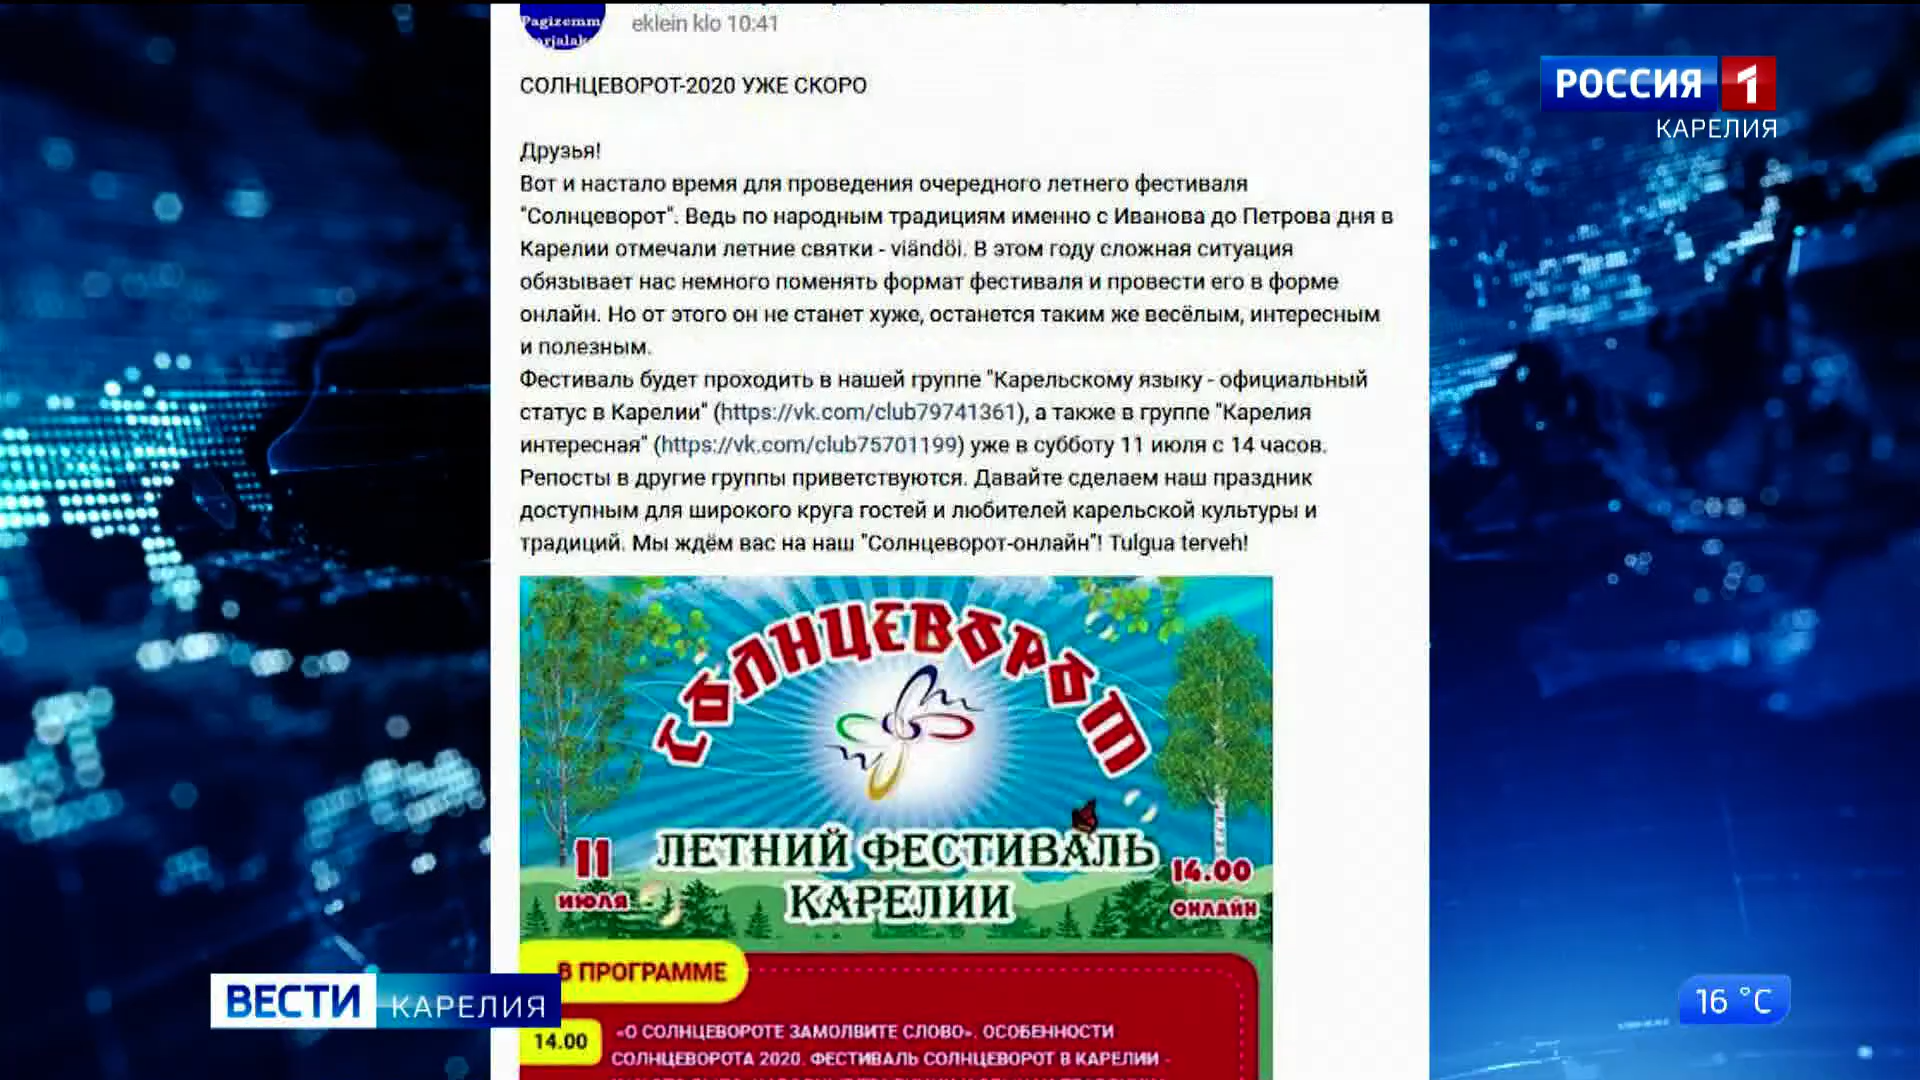 Pagizemm
eklein klo 10:41
РОССИЯ 1
КАРЕЛИЯ
СОЛНЦЕВОРОТ-2020 УЖЕ СКОРО
Друзья!
Вот и настало время для проведения очередного летнего фестиваля
"Солнцеворот". Ведь по народным традициям именно с Иванова до Петрова дня в
Карелии отмечали летние святки - viändöi. В этом году сложная ситуация
обязывает нас немного поменять формат фестиваля и провести его в форме
онлайн. Но от этого он не станет хуже, останется таким же весёлым, интересным
и полезным.
Фестиваль будет проходить в нашей группе "Карельскому языку - официальный
статус в Карелии" (https://vk.com/club79741361), а также в группе "Карелия
интересная" (https://vk.com/club75701199) уже в субботу 11 июля с 14 часов.
Репосты в другие группы приветствуются. Давайте сделаем наш праздник
доступным для широкого круга гостей и любителей карельской культуры и
традиций. Мы ждём вас на наш "Солнцеворот-онлайн"! Tulgua terveh!
СОЛНЦЕВОРОТ
ЛЕТНИЙ ФЕСТИВАЛЬ
КАРЕЛИИ
11
ИЮЛЯ
14.00
ОНЛАЙН
В ПРОГРАММЕ
14.00
«О СОЛНЦЕВОРОТЕ ЗАМОЛВИТЕ СЛОВО». ОСОБЕННОСТИ
СОЛНЦЕВОРОТА 2020. ФЕСТИВАЛЬ СОЛНЦЕВОРОТ В КАРЕЛИИ -
ВЕСТИ КАРЕЛИЯ
16 °C